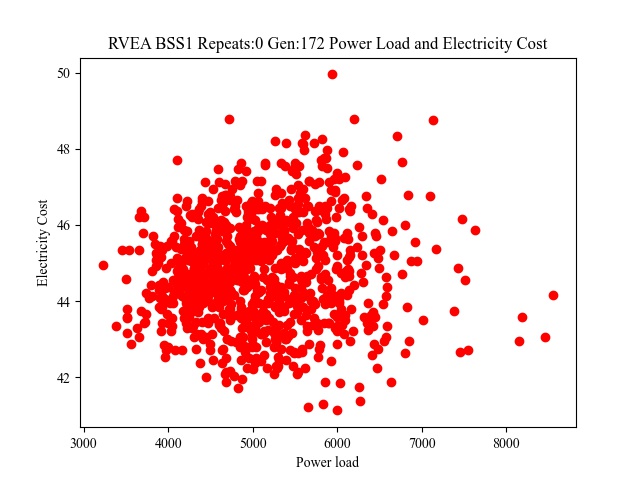 RVEA BSS1 Repeats:0 Gen:172 Power Load and Electricity Cost
50
48
46
44
42
Electricity Cost
3000 4000 5000 6000 7000 8000
Power load